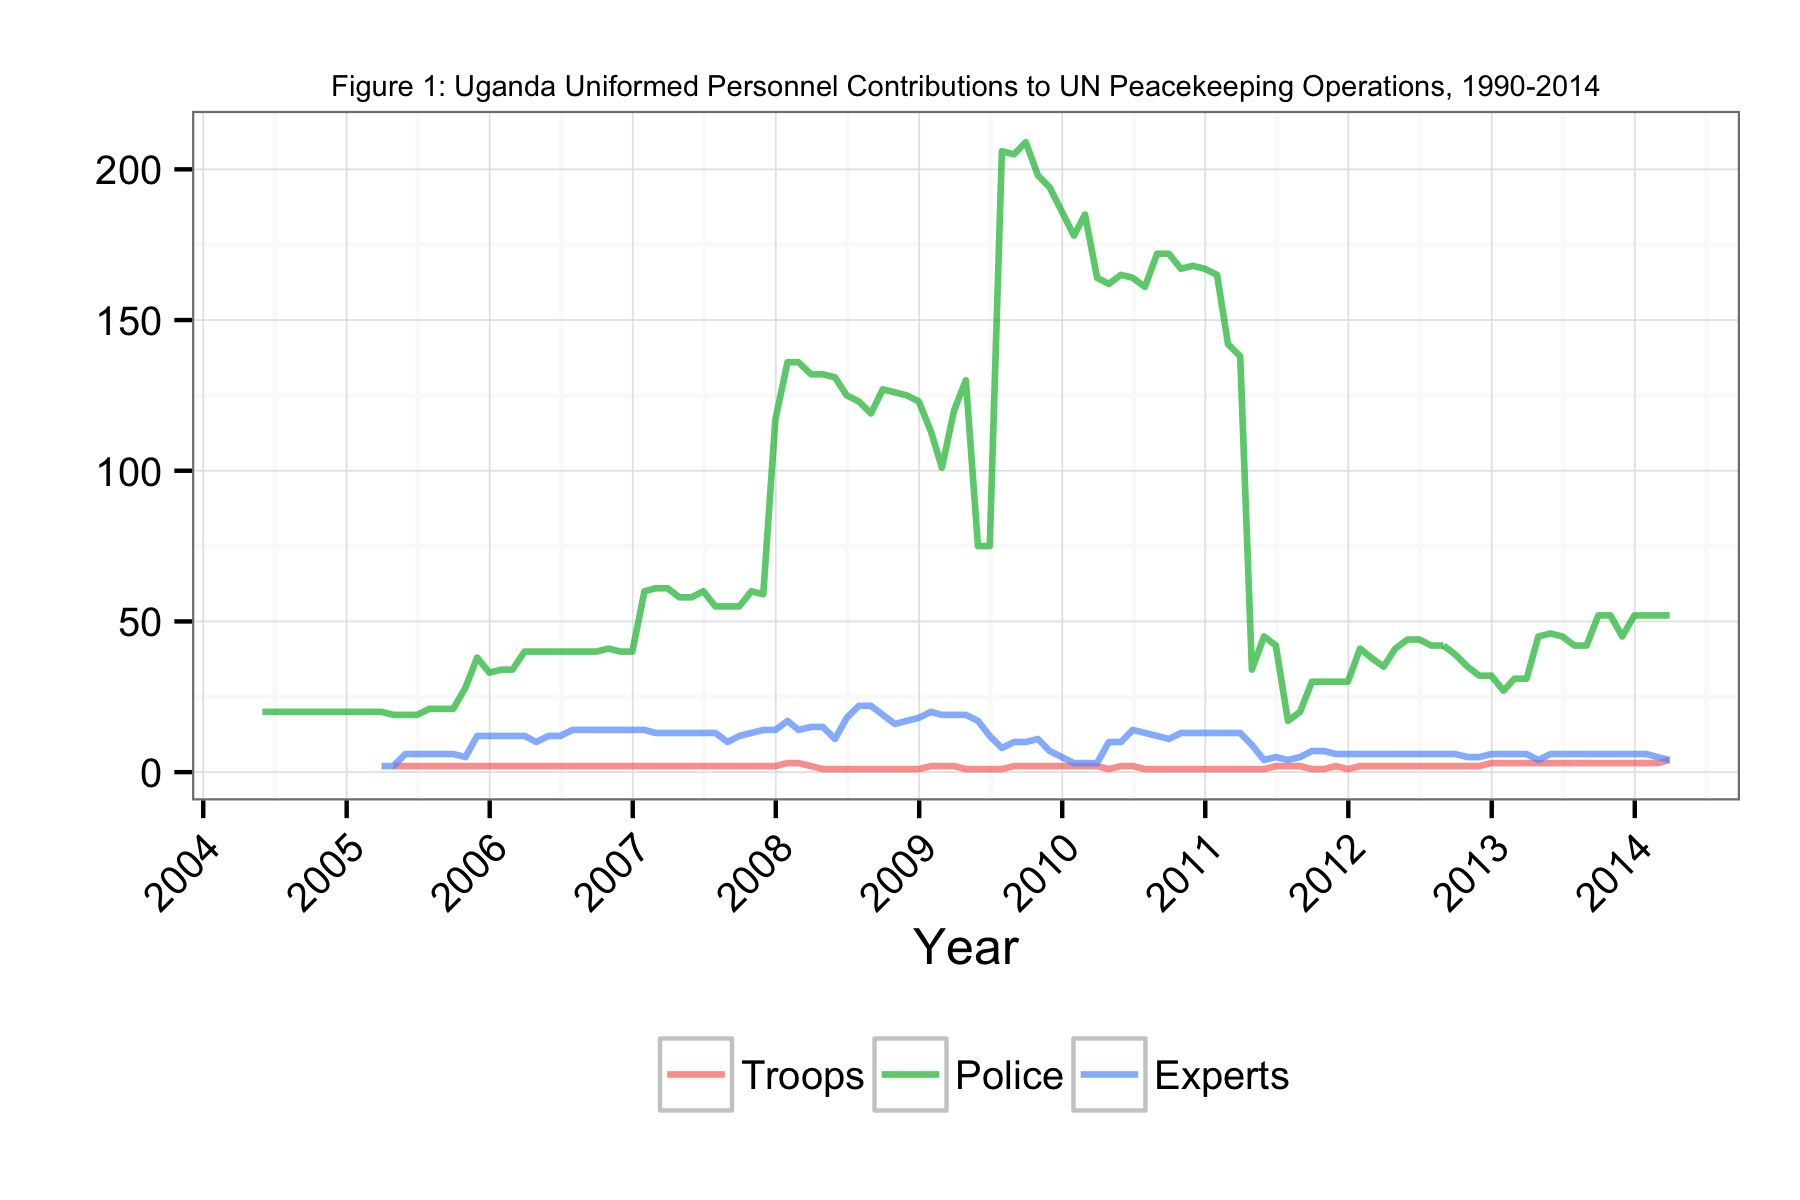 Figure 1: Uganda Uniformed Personnel Contributions to UN Peacekeeping Operations, 1990-2014
200
150
100
50
0
2004 2005 2006 2007 2008 2009 2010 2011 2012 2013 2014
Year
Troops Police Experts